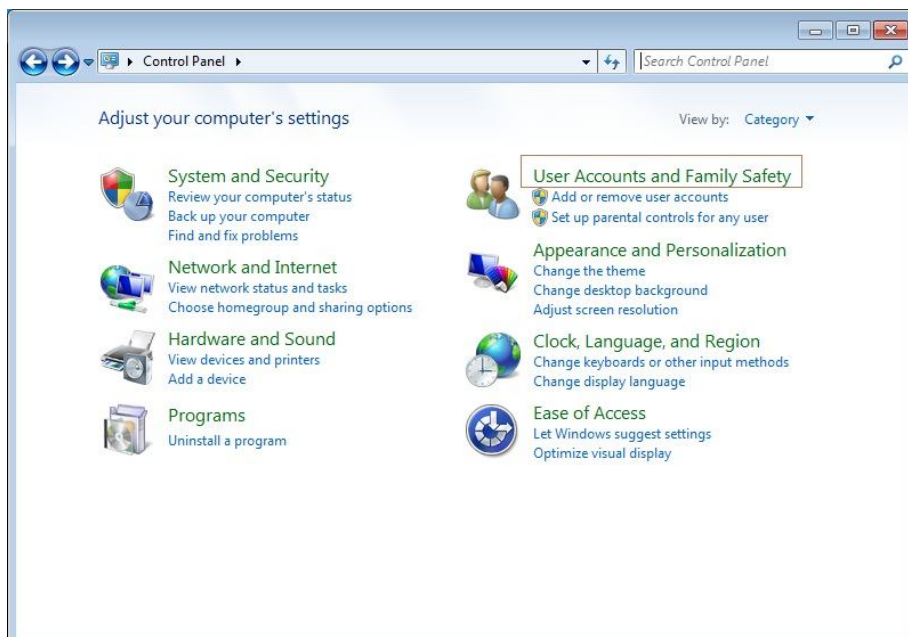 Control Panel
Search Control Panel
Adjust your computer's settings
View by: Category
System and Security
Review your computer's status
Back up your computer
Find and fix problems
Network and Internet
View network status and tasks
Choose homegroup and sharing options
Hardware and Sound
View devices and printers
Add a device
Programs
Uninstall a program
User Accounts and Family Safety
Add or remove user accounts
Set up parental controls for any user
Appearance and Personalization
Change the theme
Change desktop background
Adjust screen resolution
Clock, Language, and Region
Change keyboards or other input methods
Change display language
Ease of Access
Let Windows suggest settings
Optimize visual display